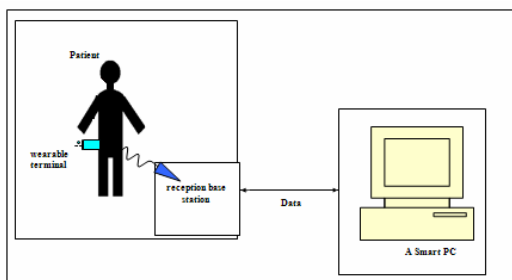 Patient
wearable
terminal
reception base
station
Data
A Smart PC